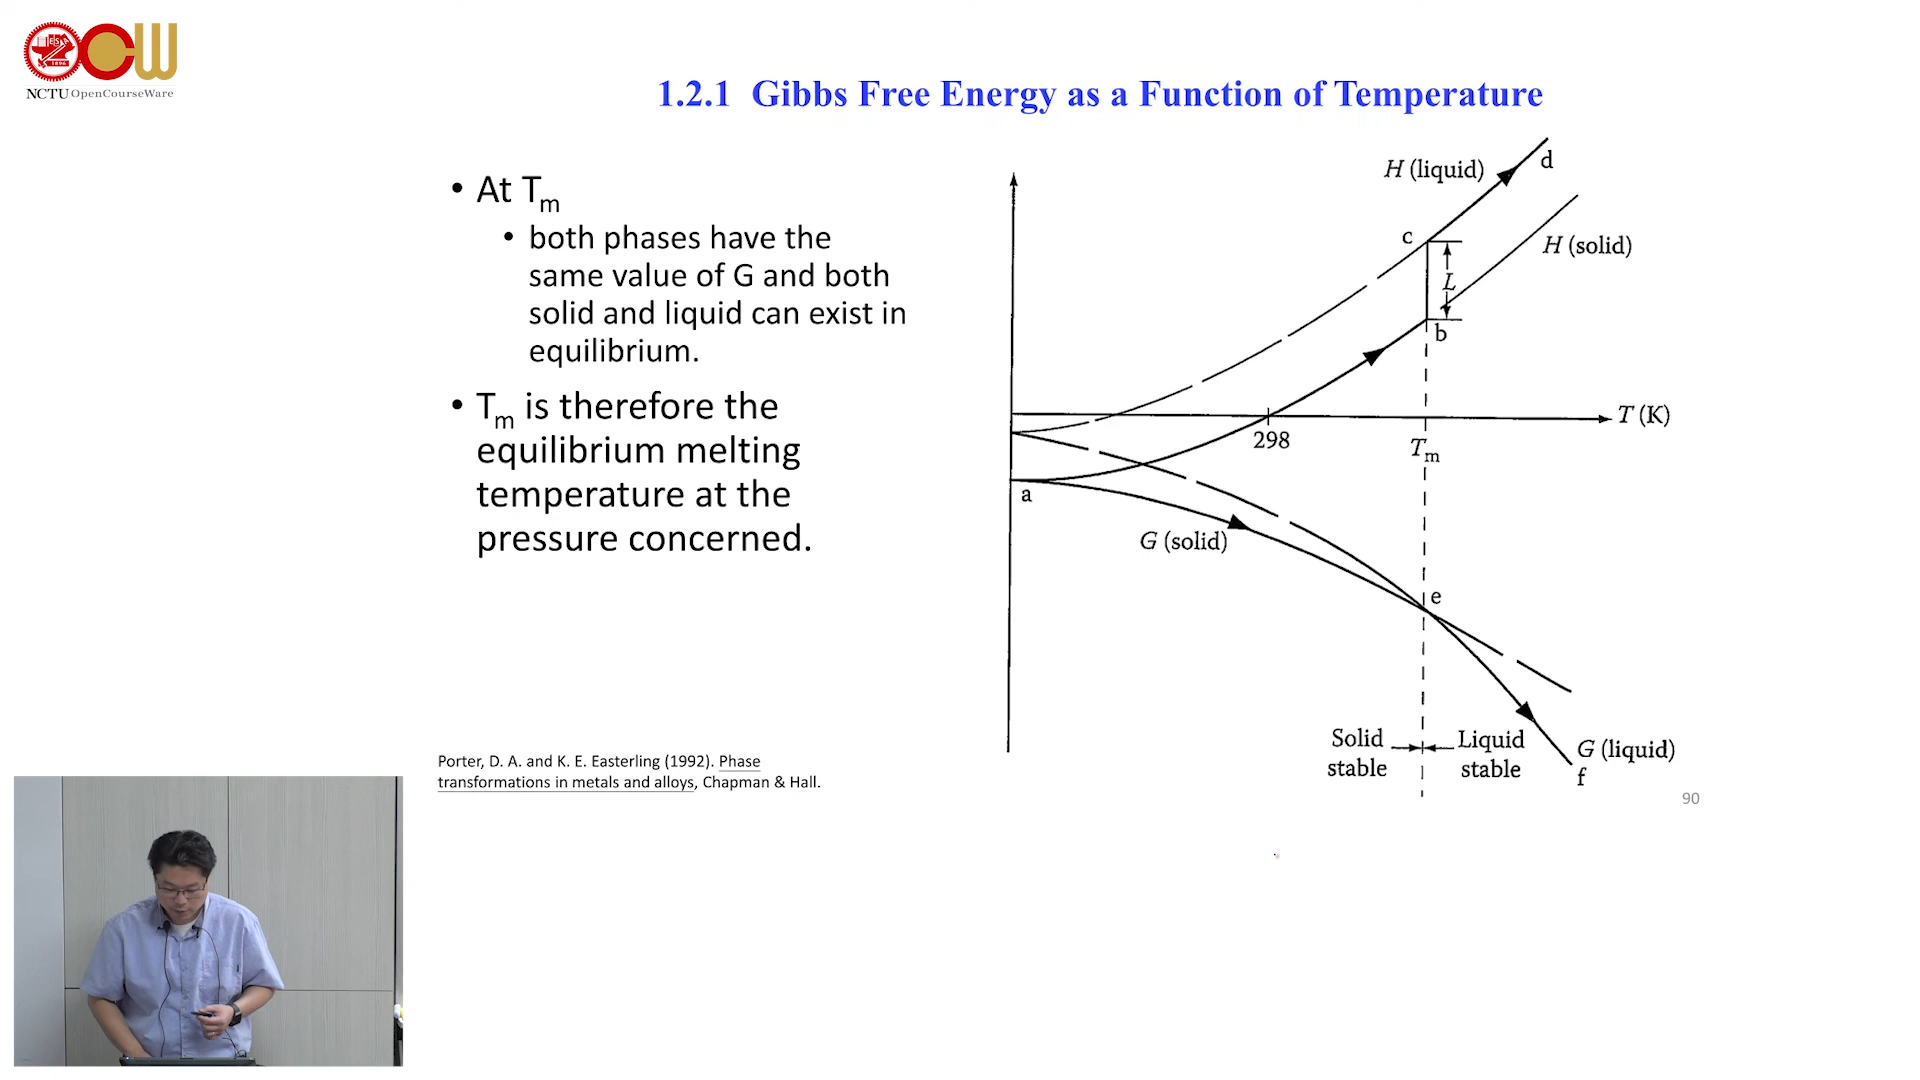 NCTU OpenCourseWare
1.2.1 Gibbs Free Energy as a Function of Temperature
• At Tm
• both phases have the
same value of G and both
solid and liquid can exist in
equilibrium.
• Tm is therefore the
equilibrium melting
temperature at the
pressure concerned.
Porter, D. A. and K. E. Easterling (1992). Phase
transformations in metals and alloys, Chapman & Hall.
H (liquid)
d
c
H (solid)
L
b
T (K)
298
Tm
a
G (solid)
e
Solid
stable
Liquid
stable
G (liquid)
f
90